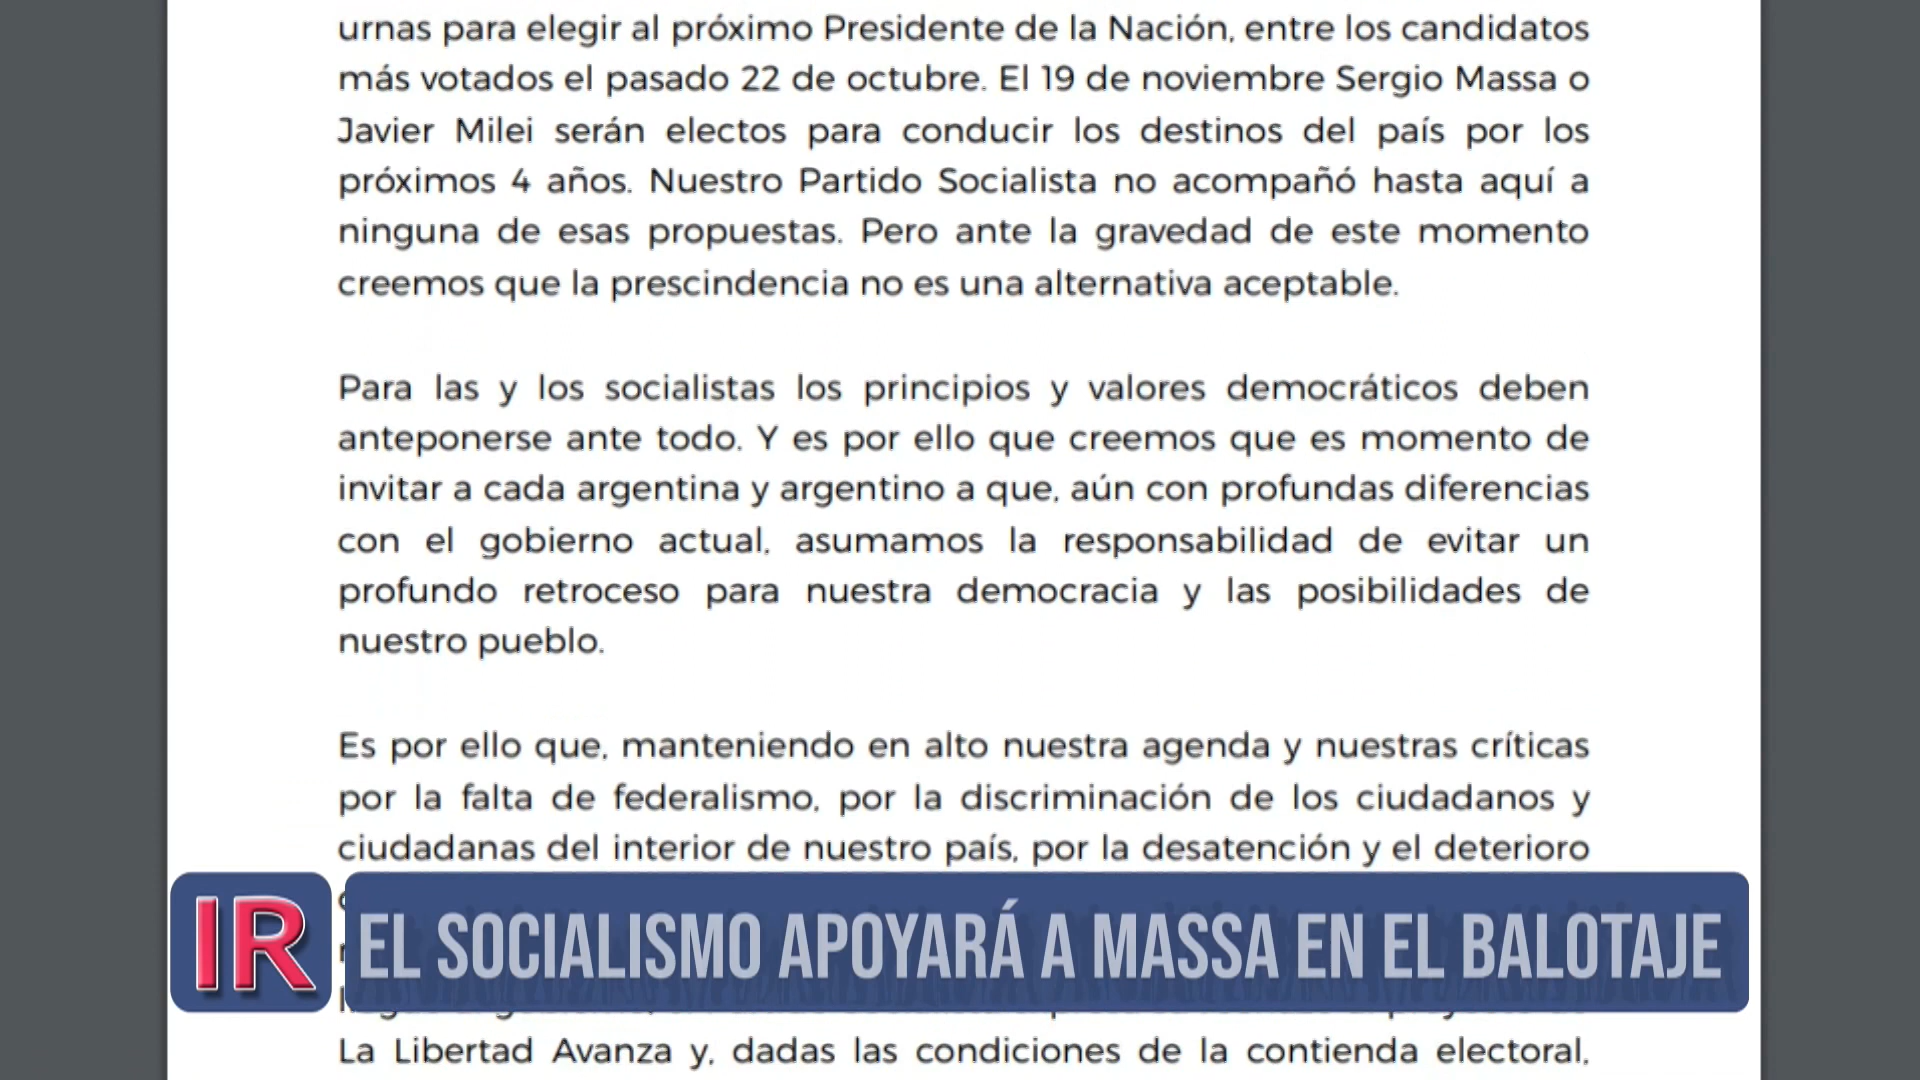 urnas para elegir al próximo Presidente de la Nación, entre los candidatos
más votados el pasado 22 de octubre. El 19 de noviembre Sergio Massa o
Javier Milei serán electos para conducir los destinos del país por los
próximos 4 años. Nuestro Partido Socialista no acompañó hasta aquí a
ninguna de esas propuestas. Pero ante la gravedad de este momento
creemos que la prescindencia no es una alternativa aceptable.
Para las y los socialistas los principios y valores democráticos deben
anteponerse ante todo. Y es por ello que creemos que es momento de
invitar a cada argentina y argentino a que, aún con profundas diferencias
con el gobierno actual, asumamos la responsabilidad de evitar un
profundo retroceso para nuestra democracia y las posibilidades de
nuestro pueblo.
Es por ello que, manteniendo en alto nuestra agenda y nuestras críticas
por la falta de federalismo, por la discriminación de los ciudadanos y
ciudadanas del interior de nuestro país, por la desatención y el deterioro
IR EL SOCIALISMO APOYARÁ A MASSA EN EL BALOTAJE
La Libertad Avanza y, dadas las condiciones de la contienda electoral,